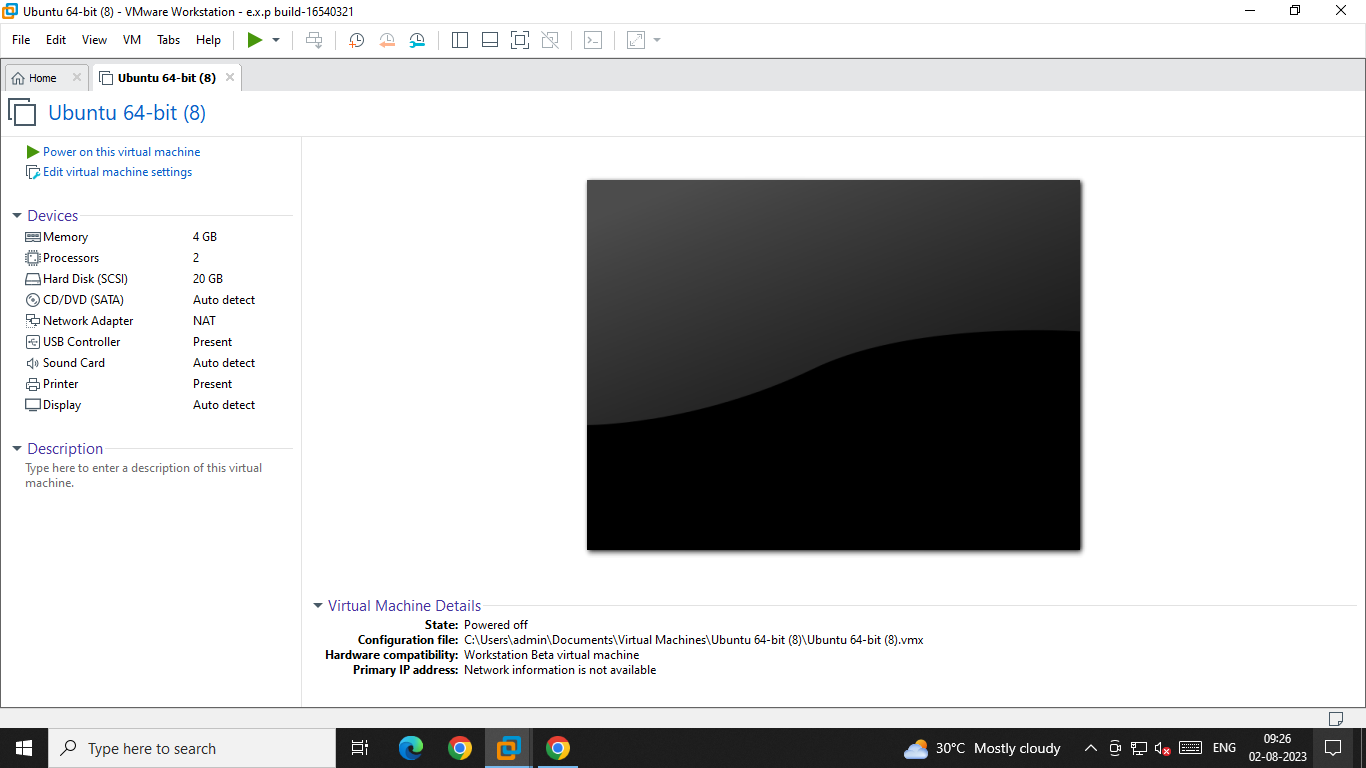 Ubuntu 64-bit (8) - VMware Workstation - e.x.p build-16540321
File Edit View VM Tabs Help
Home
Ubuntu 64-bit (8)
Ubuntu 64-bit (8)
Power on this virtual machine
Edit virtual machine settings
Devices
Memory 4 GB
Processors 2
Hard Disk (SCSI) 20 GB
CD/DVD (SATA) Auto detect
Network Adapter NAT
USB Controller Present
Sound Card Auto detect
Printer Present
Display Auto detect
Description
Type here to enter a description of this virtual
machine.
Virtual Machine Details
State: Powered off
Configuration file: C:\Users\admin\Documents\Virtual Machines\Ubuntu 64-bit (8)\Ubuntu 64-bit (8).vmx
Hardware compatibility: Workstation Beta virtual machine
Primary IP address: Network information is not available
Type here to search
30°C Mostly cloudy
ENG
09:26
02-08-2023